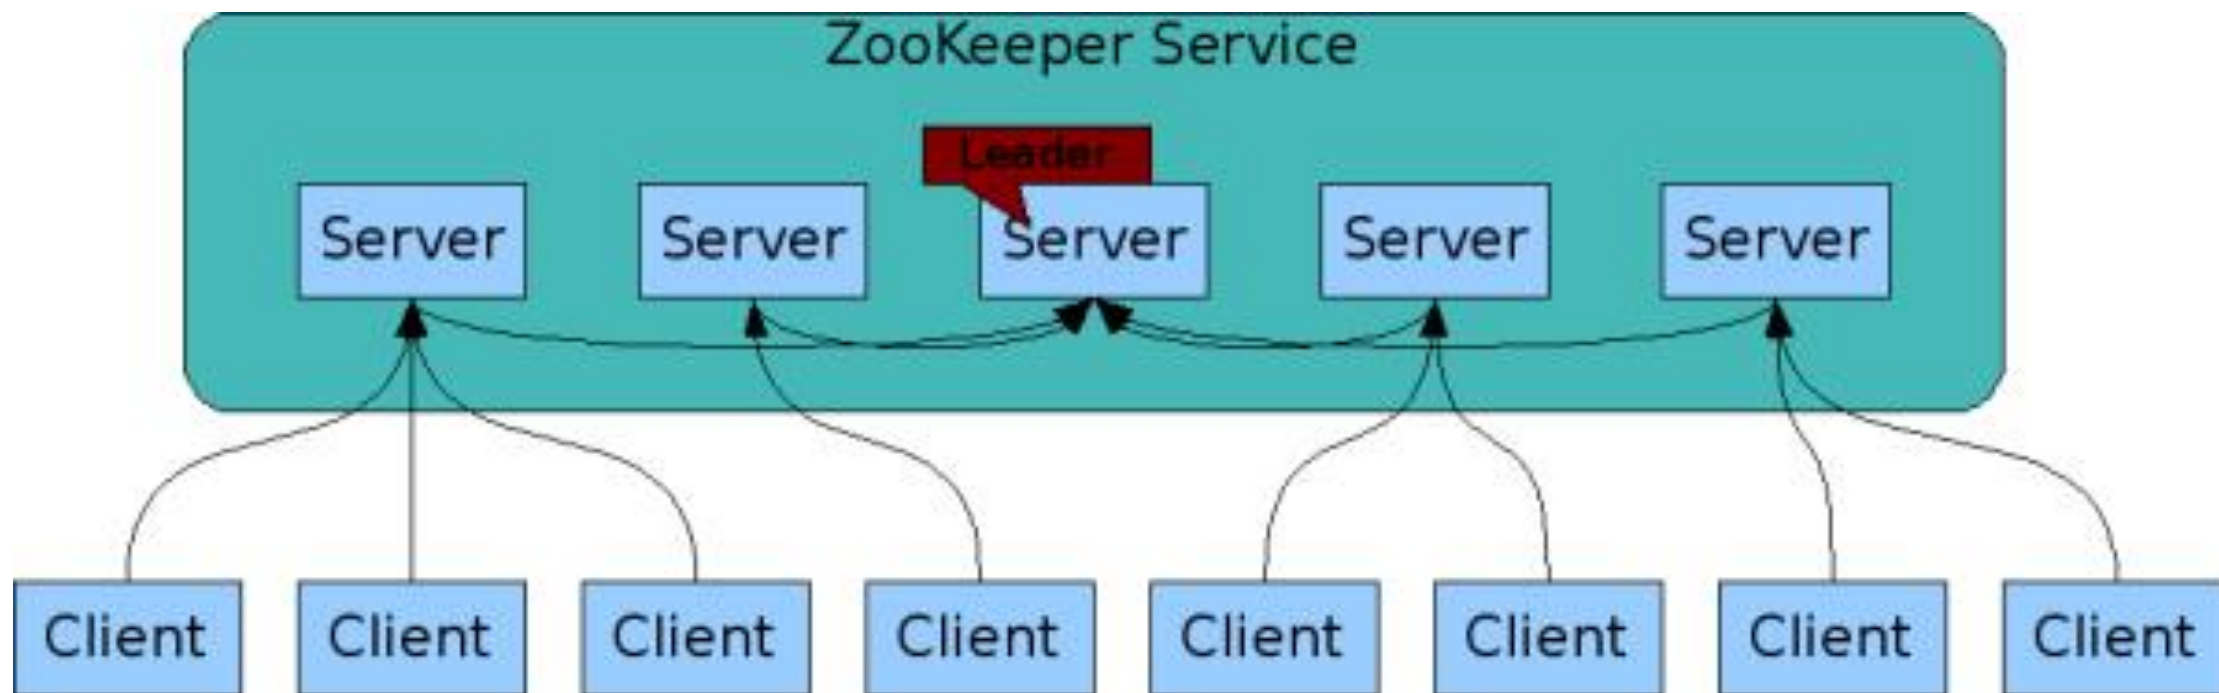 ZooKeeper Service
Leader
Server
Server
Server
Server
Server
Client
Client
Client
Client
Client
Client
Client
Client